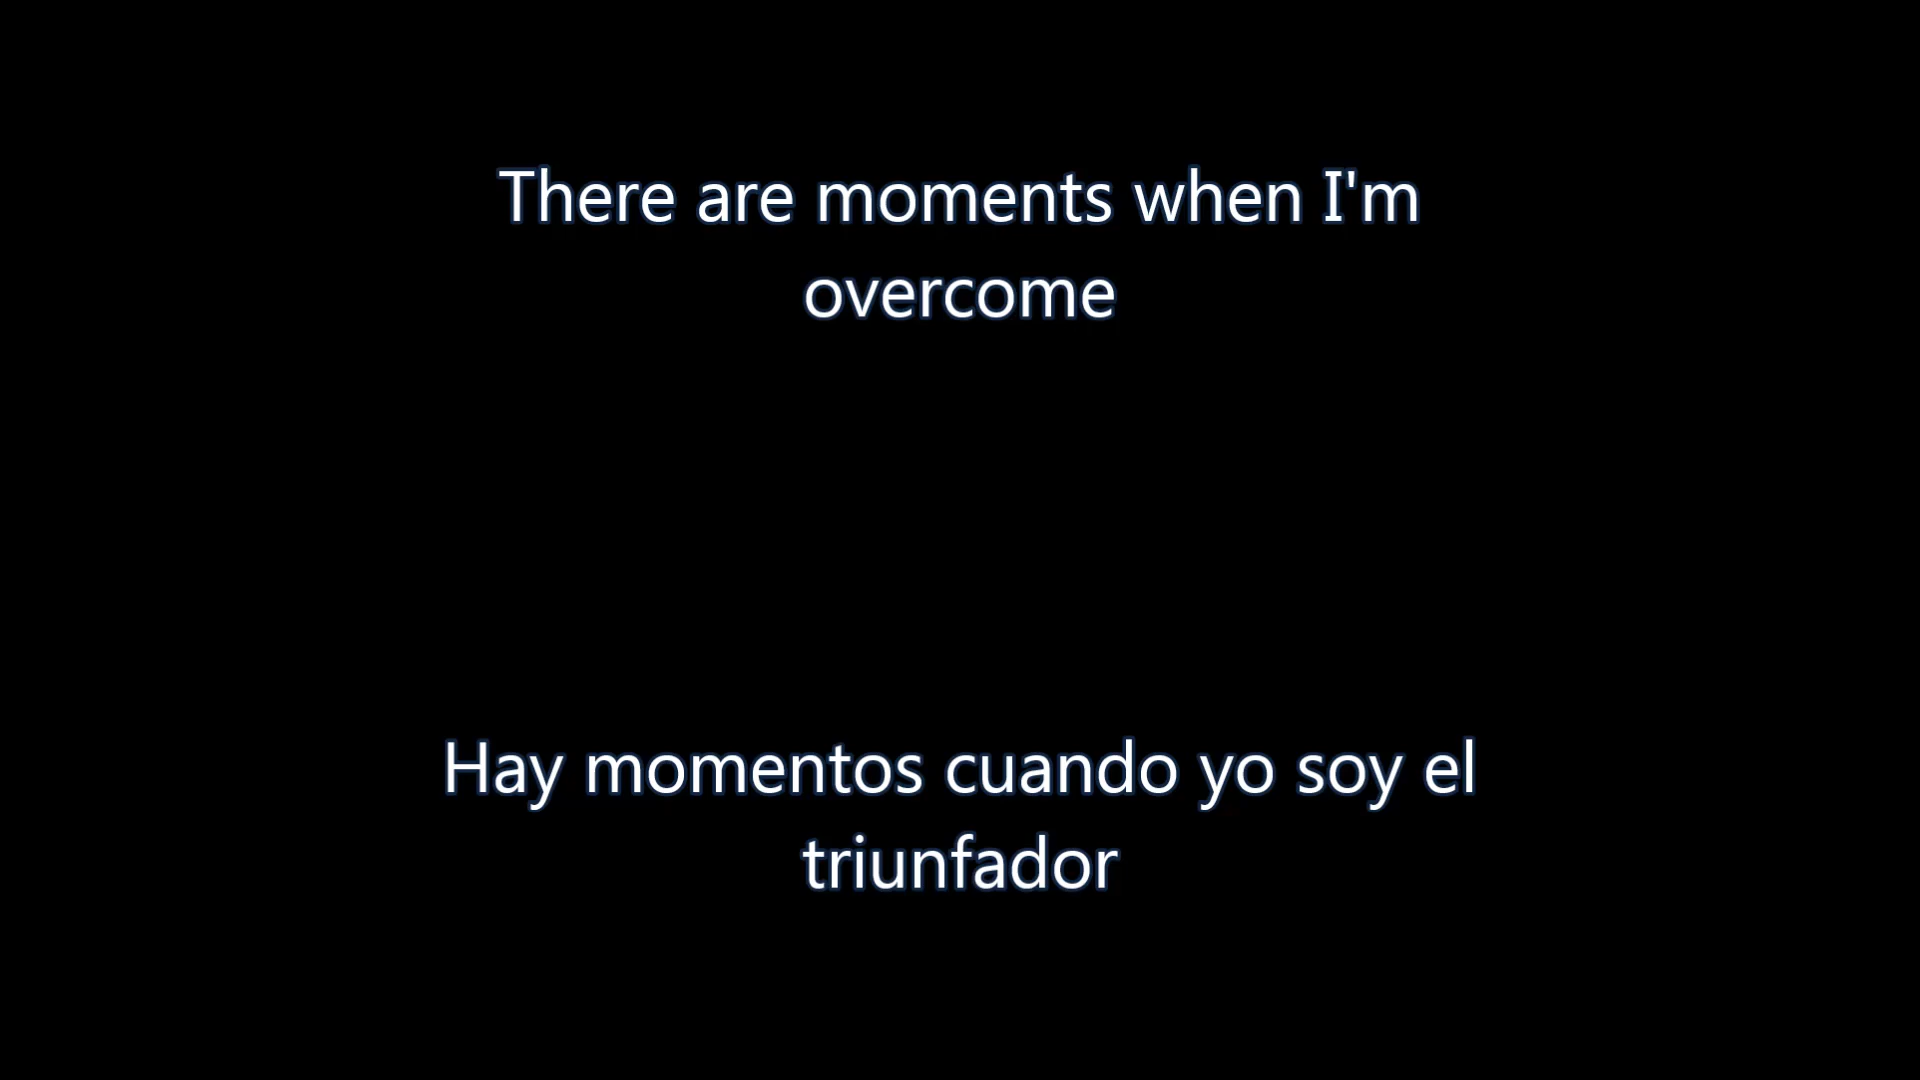 There are moments when I'm
overcome
Hay momentos cuando yo soy el
triunfador